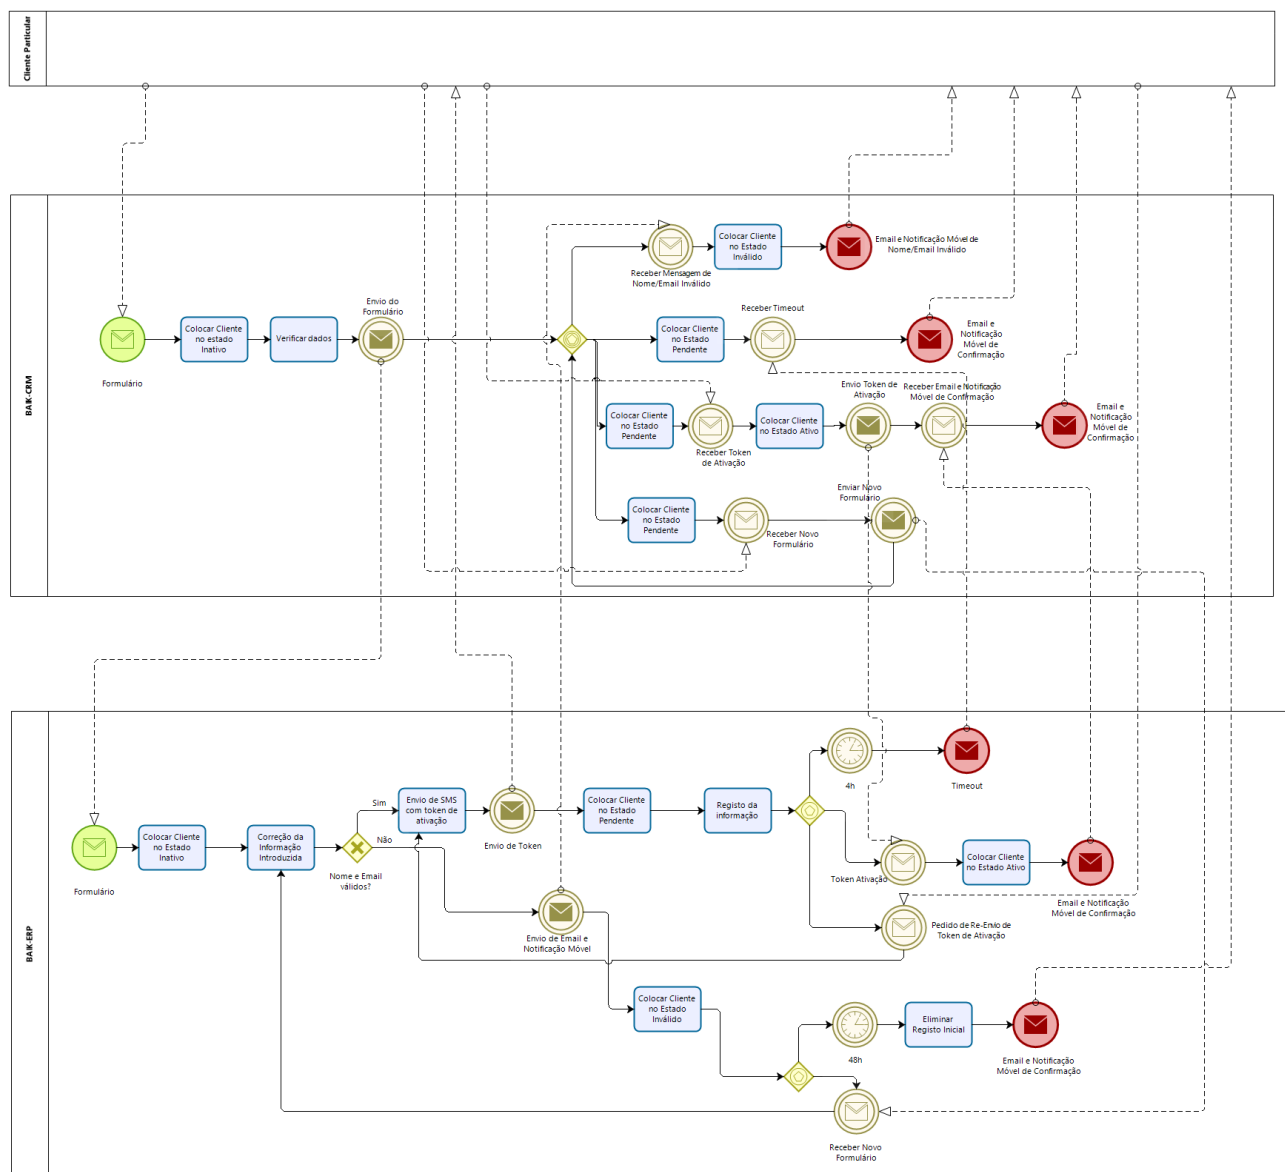 Cliente Particular
BAIK-CRM
Formulário
Colocar Cliente
no estado
Inativo
Verificar dados
Envio do
Formulário
Receber Mensagem de
Nome/Email Inválido
Colocar Cliente
no Estado
Inválido
Email e Notificação Móvel de
Nome/Email Inválido
Colocar Cliente
no Estado
Pendente
Receber Timeout
Email e
Notificação
Móvel de
Confirmação
Colocar Cliente
no Estado
Pendente
Receber Token
de Ativação
Colocar Cliente
no Estado Ativo
Envio Token de
Ativação
Receber Email e Notificação
Móvel de Confirmação
Email e
Notificação
Móvel de
Confirmação
Colocar Cliente
no Estado
Pendente
Receber Novo
Formulário
Enviar Novo
Formulário
BAIK-ERP
Formulário
Colocar Cliente
no Estado
Inativo
Correção da
Informação
Introduzida
Nome e Email
válidos?
Sim
Não
Envio de SMS
com token de
ativação
Envio de Token
Colocar Cliente
no Estado
Pendente
Registo da
informação
4h
Timeout
Token Ativação
Colocar Cliente
no Estado Ativo
Email e Notificação
Móvel de Confirmação
Pedido de Re-Envio de
Token de Ativação
Envio de Email e
Notificação Móvel
Colocar Cliente
no Estado
Inválido
48h
Eliminar
Registo Inicial
Email e Notificação
Móvel de Confirmação
Receber Novo
Formulário